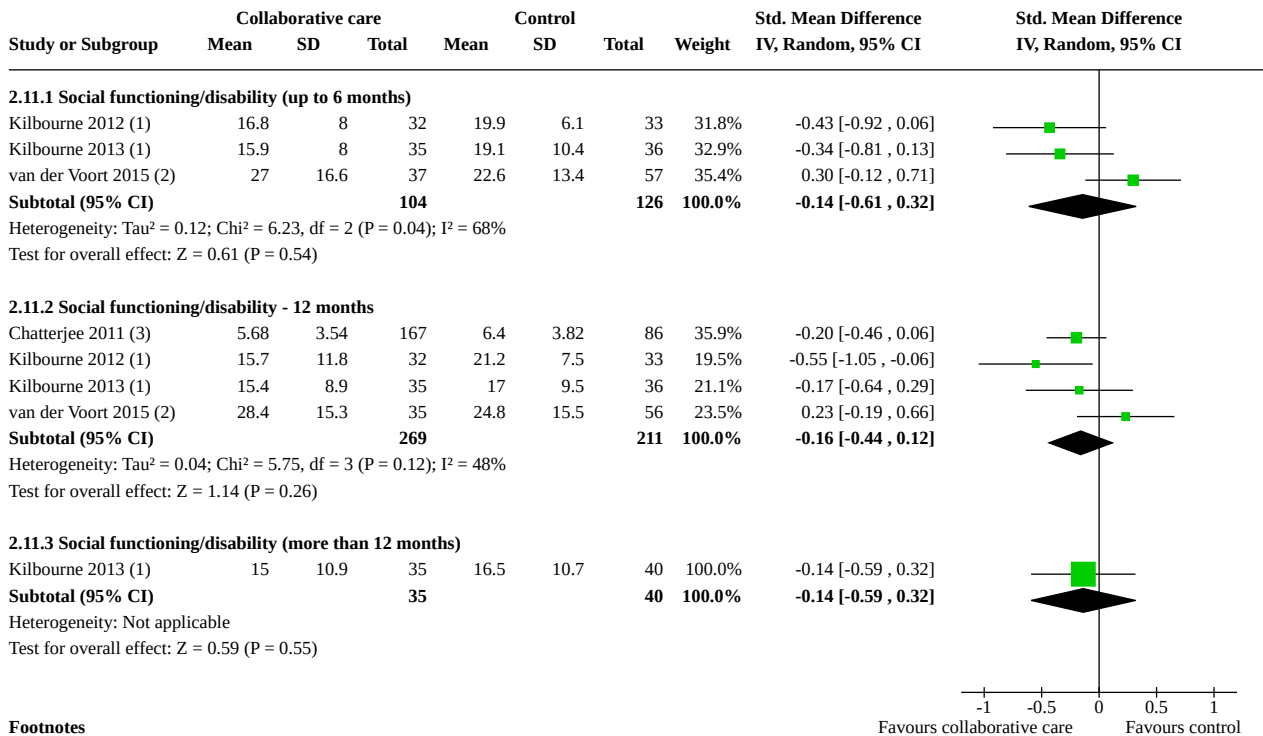 Collaborative care Control Std. Mean Difference Std. Mean Difference
Study or Subgroup Mean SD Total Mean SD Total Weight IV, Random, 95% CI IV, Random, 95% CI
2.11.1 Social functioning/disability (up to 6 months)
Kilbourne 2012 (1) 16.8 8 32 19.9 6.1 33 31.8% -0.43 [-0.92 , 0.06]
Kilbourne 2013 (1) 15.9 8 35 19.1 10.4 36 32.9% -0.34 [-0.81 , 0.13]
van der Voort 2015 (2) 27 16.6 37 22.6 13.4 57 35.4% 0.30 [-0.12 , 0.71]
Subtotal (95% CI) 104 126 100.0% -0.14 [-0.61 , 0.32]
Heterogeneity: Tau² = 0.12; Chi² = 6.23, df = 2 (P = 0.04); I² = 68%
Test for overall effect: Z = 0.61 (P = 0.54)
2.11.2 Social functioning/disability - 12 months
Chatterjee 2011 (3) 5.68 3.54 167 6.4 3.82 86 35.9% -0.20 [-0.46 , 0.06]
Kilbourne 2012 (1) 15.7 11.8 32 21.2 7.5 33 19.5% -0.55 [-1.05 , -0.06]
Kilbourne 2013 (1) 15.4 8.9 35 17 9.5 36 21.1% -0.17 [-0.64 , 0.29]
van der Voort 2015 (2) 28.4 15.3 35 24.8 15.5 56 23.5% 0.23 [-0.19 , 0.66]
Subtotal (95% CI) 269 211 100.0% -0.16 [-0.44 , 0.12]
Heterogeneity: Tau² = 0.04; Chi² = 5.75, df = 3 (P = 0.12); I² = 48%
Test for overall effect: Z = 1.14 (P = 0.26)
2.11.3 Social functioning/disability (more than 12 months)
Kilbourne 2013 (1) 15 10.9 35 16.5 10.7 40 100.0% -0.14 [-0.59 , 0.32]
Subtotal (95% CI) 35 40 100.0% -0.14 [-0.59 , 0.32]
Heterogeneity: Not applicable
Test for overall effect: Z = 0.59 (P = 0.55)
-1 -0.5 0 0.5 1
Footnotes Favours collaborative care Favours control